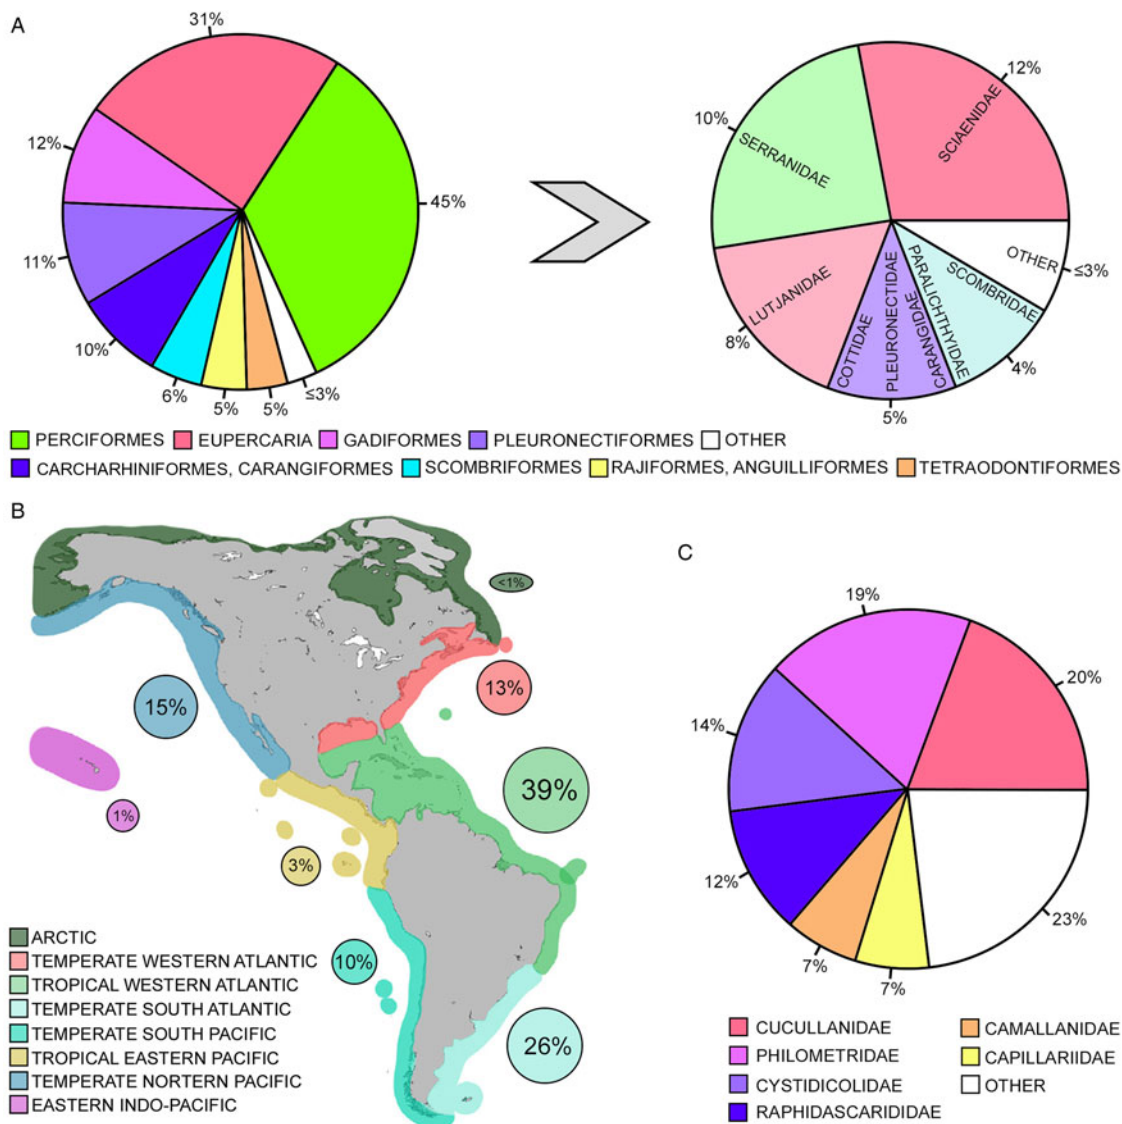 A
31%
12%
45%
11%
10%
6%
5%
5%
≤3%
12%
10%
SCIAENIDAE
SERRANIDAE
LUTJANIDAE
COTTIDAE
PLEURONECTIDAE
CARANGIDAE
PARALICHTHYIDAE
SCOMBRIDAE
OTHER
≤3%
8%
5%
4%
PERCIFORMES EUPERCARIA GADIFORMES PLEURONECTIFORMES OTHER
CARCHARHINIFORMES, CARANGIFORMES SCOMBRIFORMES RAJIFORMES, ANGUILLIFORMES TETRAODONTIFORMES
B
<1%
13%
15%
39%
1%
3%
10%
26%
ARCTIC
TEMPERATE WESTERN ATLANTIC
TROPICAL WESTERN ATLANTIC
TEMPERATE SOUTH ATLANTIC
TEMPERATE SOUTH PACIFIC
TROPICAL EASTERN PACIFIC
TEMPERATE NORTERN PACIFIC
EASTERN INDO-PACIFIC
C
19%
20%
14%
12%
7%
7%
23%
CUCULLANIDAE
PHILOMETRIDAE
CYSTIDICOLIDAE
RAPHIDASCARIDIDAE
CAMALLANIDAE
CAPILLARIIDAE
OTHER